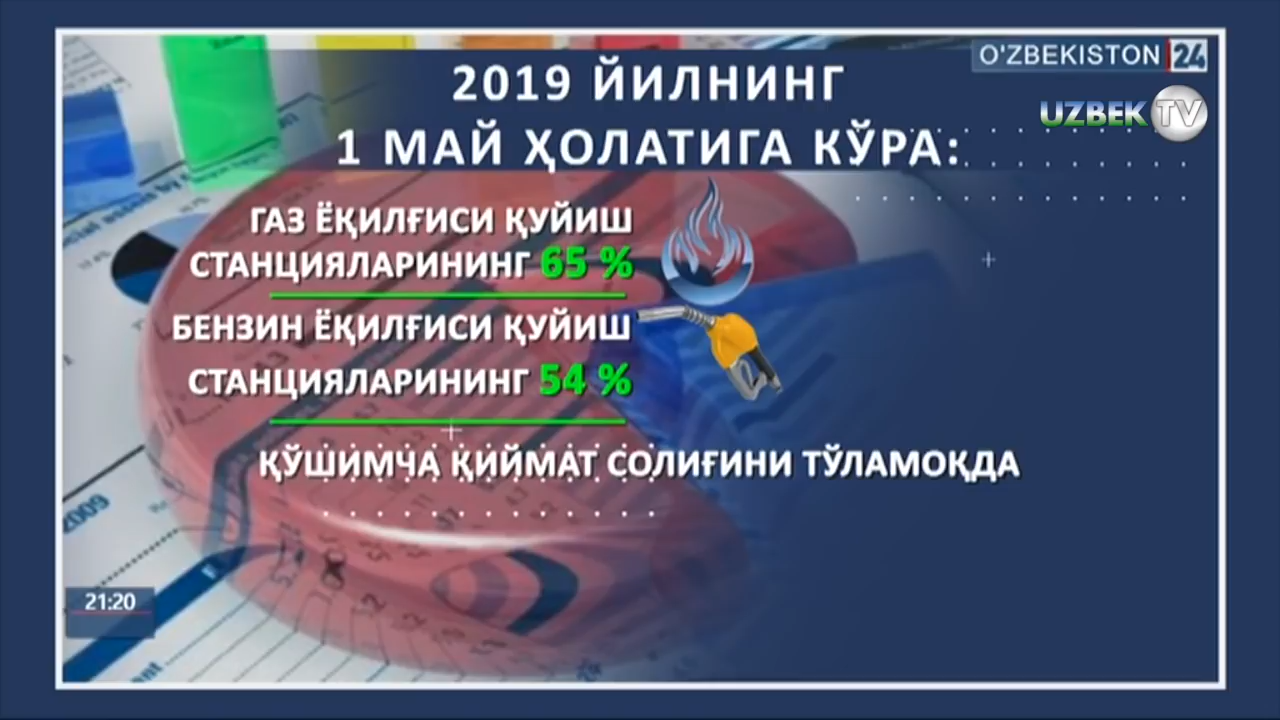 O'ZBEKISTON 24
UZBEK TV
2019 ЙИЛНИНГ
1 МАЙ ҲОЛАТИГА КЎРА:
ГАЗ ЁҚИЛҒИСИ ҚУЙИШ
СТАНЦИЯЛАРИНИНГ 65 %
БЕНЗИН ЁҚИЛҒИСИ ҚУЙИШ
СТАНЦИЯЛАРИНИНГ 54 %
ҚЎШИМЧА ҚИЙМАТ СОЛИҒИНИ ТЎЛАМОҚДА
2009
21:20